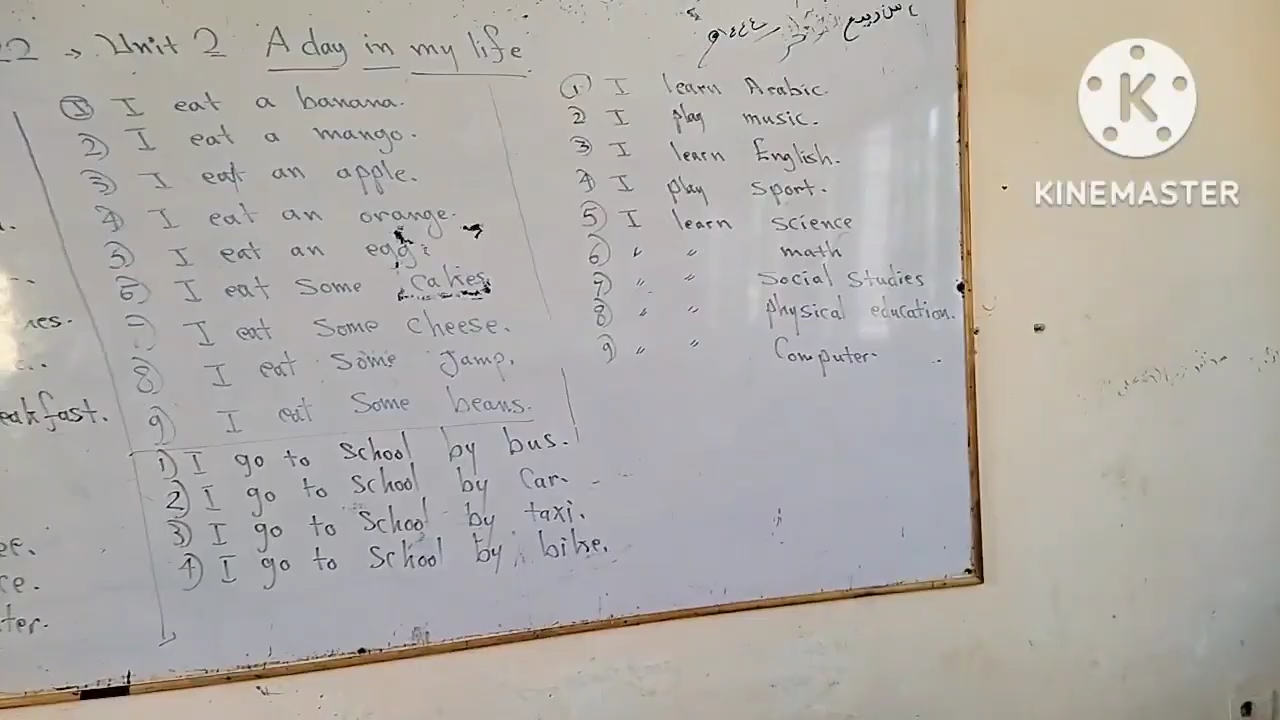 22 → Unit 2 A day in my life
1) I eat a banana.
2) I eat a mango.
3) I eat an apple.
4) I eat an orange.
5) I eat an egg.
6) I eat some cakes.
7) I eat some cheese.
8) I eat some Jamp.
9) I eat some beans.
1) I go to school by bus.
2) I go to school by car.
3) I go to school by taxi.
4) I go to school by bike.
1) I learn Arabic.
2 I play music.
3 I learn English.
4 I play sport.
5) I learn science
6) " " math
7) " " Social Studies
8) " " physical education.
9) " " Computer.
eakfast.
ter.
KINEMASTER